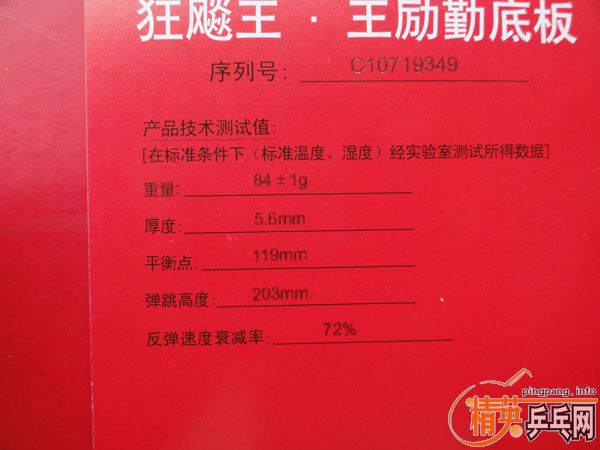 狂飚王·王励勤底板
序列号: C10719349
产品技术测试值:
[在标准条件下（标准温度、湿度）经实验室测试所得数据]
重量: 84±1g
厚度: 5.6mm
平衡点: 119mm
弹跳高度: 203mm
反弹速度衰减率: 72%
pingpang.info
精英乒乓网